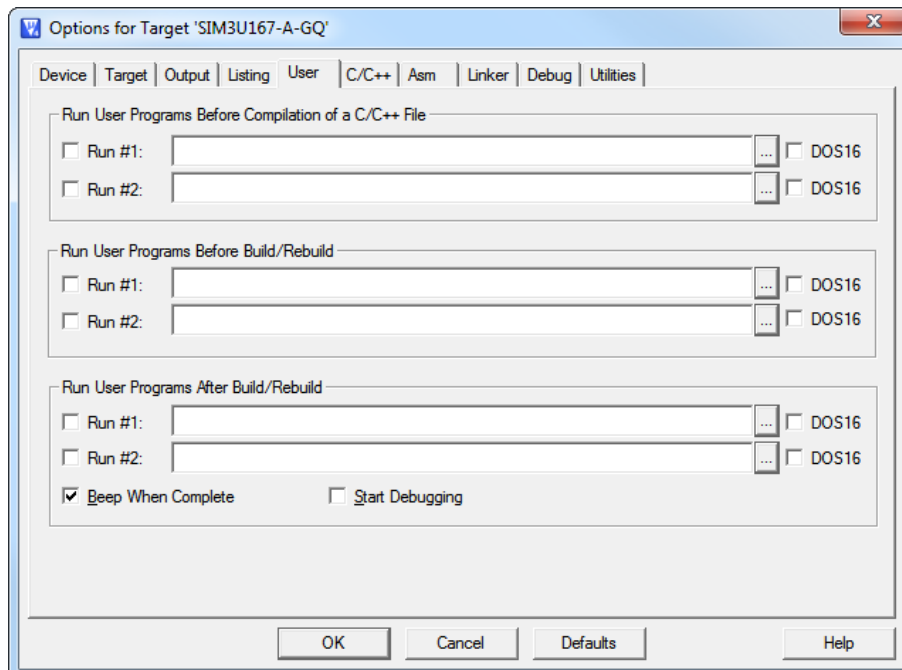 Options for Target 'SIM3U167-A-GQ'
Device Target Output Listing User C/C++ Asm Linker Debug Utilities
Run User Programs Before Compilation of a C/C++ File
Run #1: ... DOS16
Run #2: ... DOS16
Run User Programs Before Build/Rebuild
Run #1: ... DOS16
Run #2: ... DOS16
Run User Programs After Build/Rebuild
Run #1: ... DOS16
Run #2: ... DOS16
Beep When Complete Start Debugging
OK Cancel Defaults Help